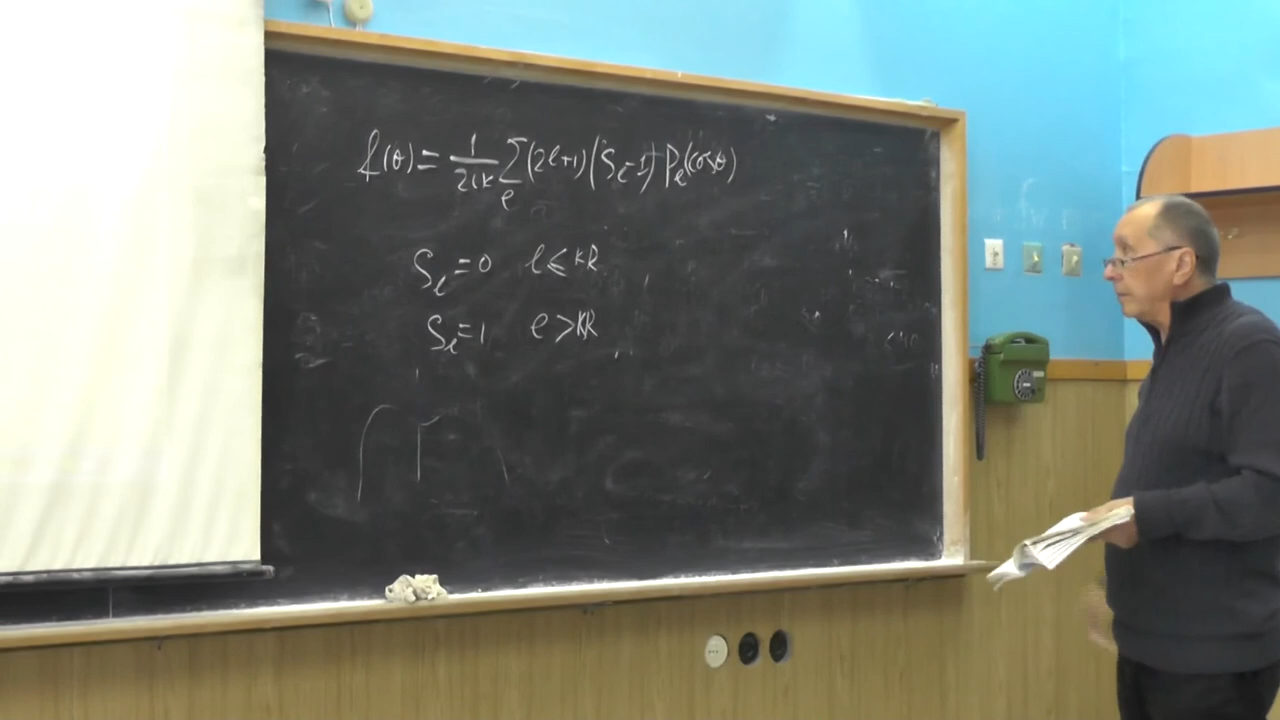 f(θ) = 1/2ik ∑_ℓ (2ℓ+1) (S_ℓ-1) P_ℓ(cosθ)
S_ℓ=0 ℓ ≤ kR
S_ℓ=1 ℓ > kR